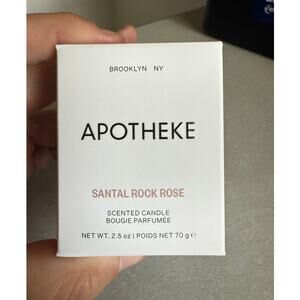 BROOKLYN NY
APOTHEKE
SANTAL ROCK ROSE
SCENTED CANDLE
BOUGIE PARFUMÉE
NET WT. 2.5 oz | POIDS NET 70 g ℮